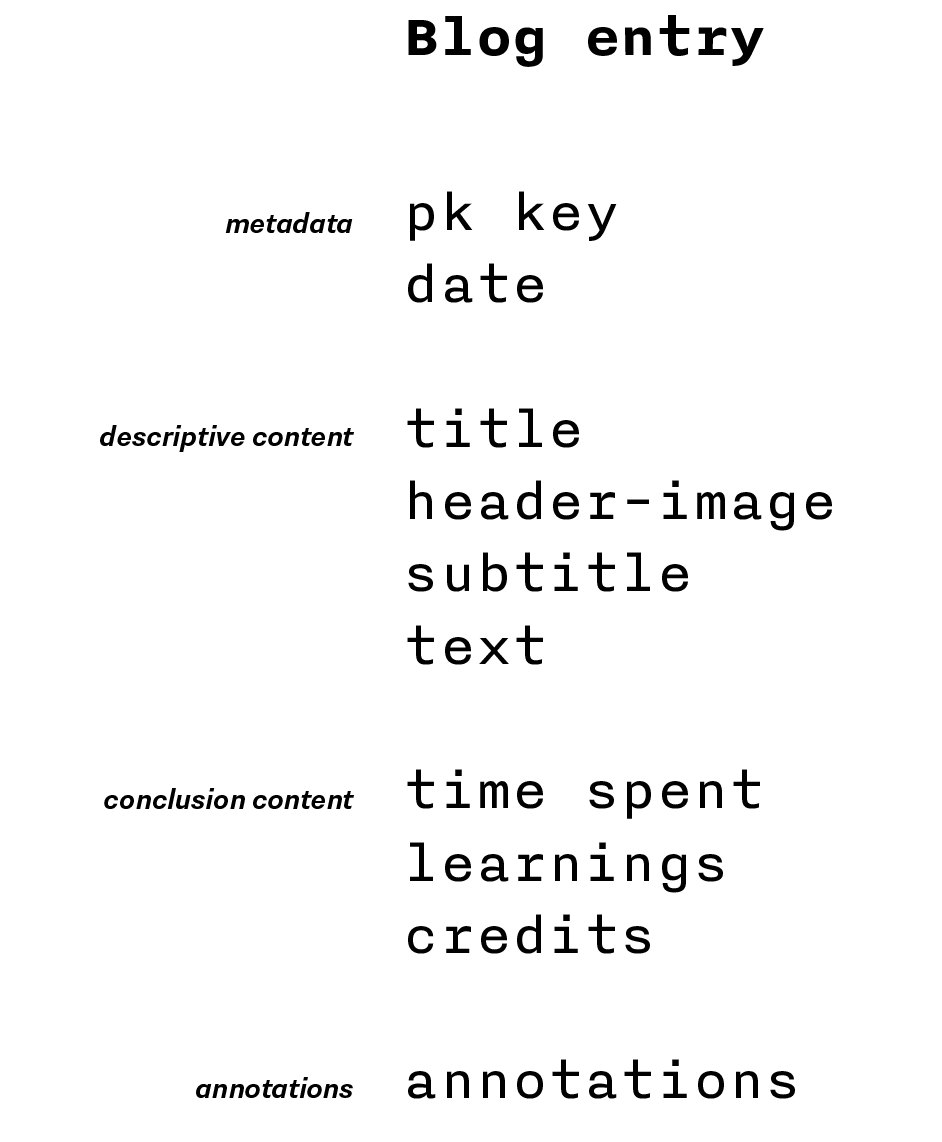 Blog entry
metadata pk key
date
descriptive content title
header-image
subtitle
text
conclusion content time spent
learnings
credits
annotations annotations